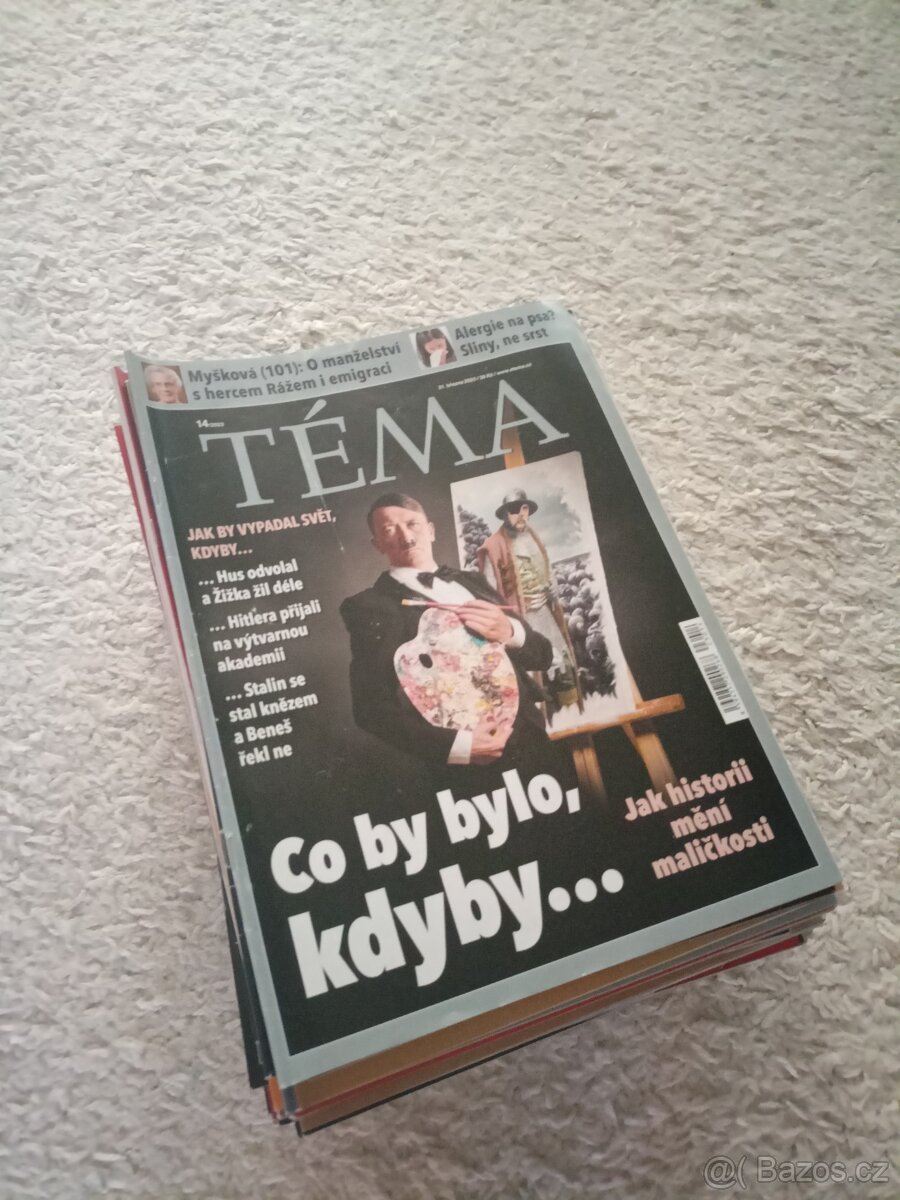 Myšková (101): O manželství
s hercem Rážem i emigraci
Alergie na psa?
Sliny, ne srst
14/2023
TÉMA
JAK BY VYPADAL SVĚT,
KDYBY...
... Hus odvolal
a Žižka žil déle
... Hitlera přijali
na výtvarnou
akademii
... Stalin se
stal knězem
a Beneš
řekl ne
Co by bylo,
kdyby...
Jak historii
mění
maličkosti
@( Bazos.cz